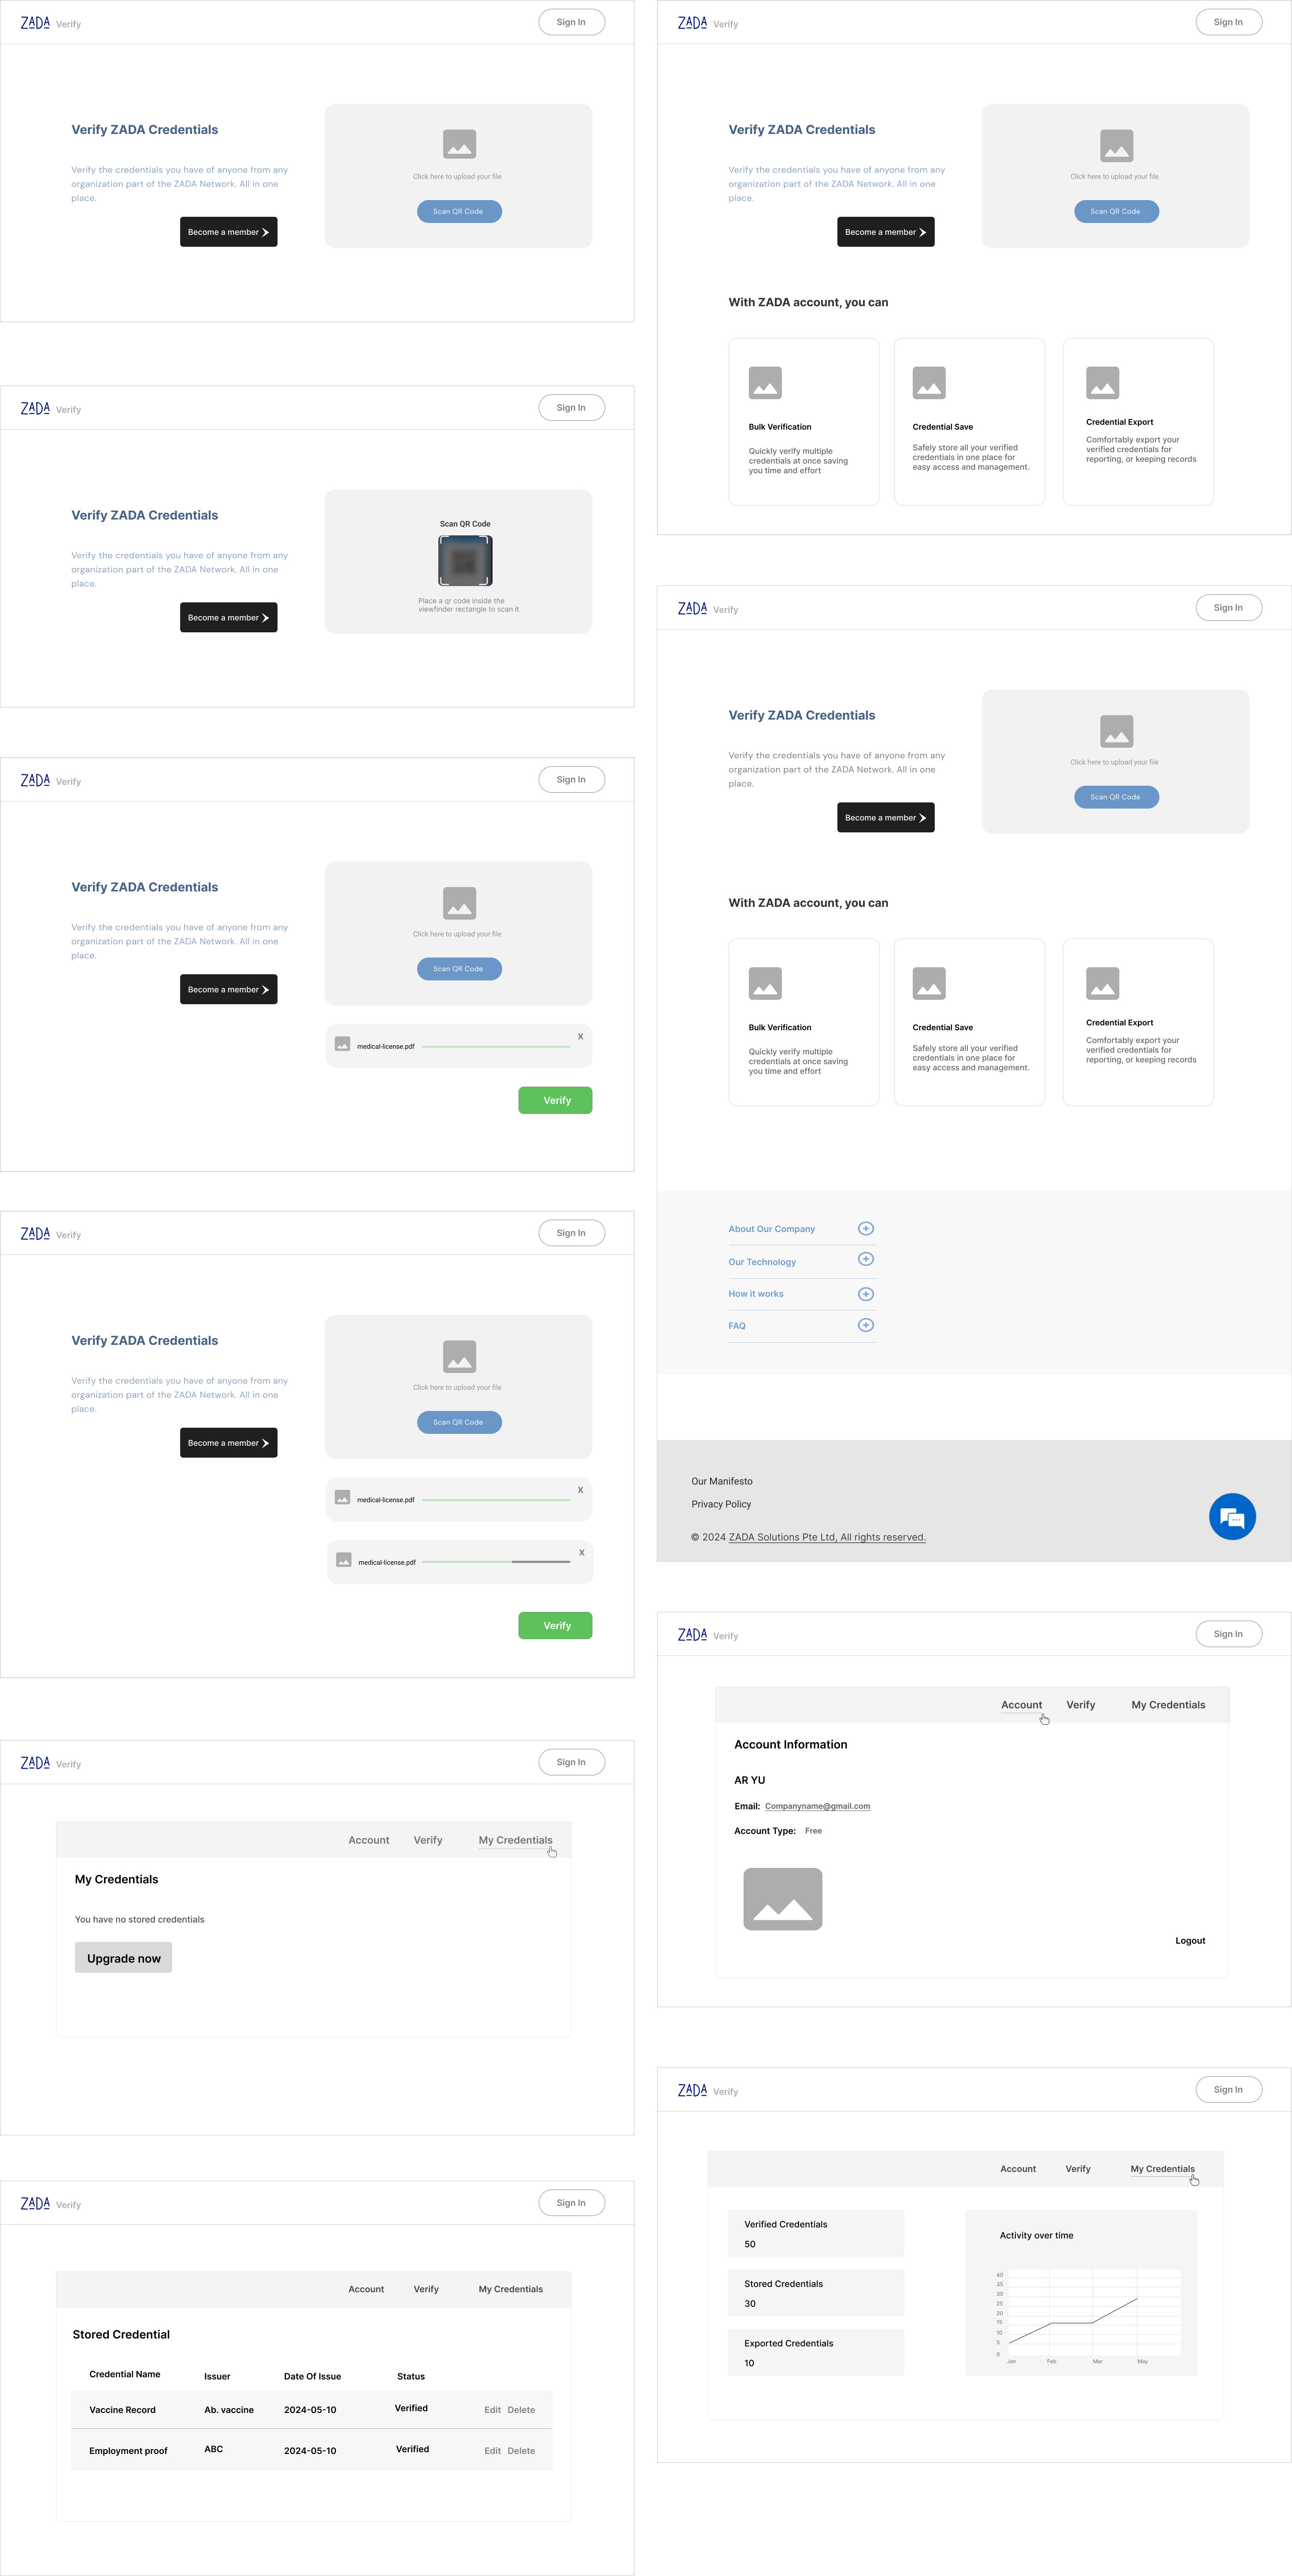 ZADA Verify
Sign In
Verify ZADA Credentials
Verify the credentials you have of anyone from any
organization part of the ZADA Network. All in one
place.
Become a member
Click here to upload your file
Scan QR Code
ZADA Verify
Sign In
Verify ZADA Credentials
Verify the credentials you have of anyone from any
organization part of the ZADA Network. All in one
place.
Become a member
Scan QR Code
Place a qr code inside the
viewfinder rectangle to scan it
ZADA Verify
Sign In
Verify ZADA Credentials
Verify the credentials you have of anyone from any
organization part of the ZADA Network. All in one
place.
Become a member
Click here to upload your file
Scan QR Code
medical-license.pdf
X
Verify
ZADA Verify
Sign In
Verify ZADA Credentials
Verify the credentials you have of anyone from any
organization part of the ZADA Network. All in one
place.
Become a member
Click here to upload your file
Scan QR Code
medical-license.pdf
X
medical-license.pdf
X
Verify
ZADA Verify
Sign In
Account Verify My Credentials
My Credentials
You have no stored credentials
Upgrade now
ZADA Verify
Sign In
Account Verify My Credentials
Stored Credential
Credential Name Issuer Date Of Issue Status
Vaccine Record Ab. vaccine 2024-05-10 Verified Edit Delete
Employment proof ABC 2024-05-10 Verified Edit Delete
ZADA Verify
Sign In
Verify ZADA Credentials
Verify the credentials you have of anyone from any
organization part of the ZADA Network. All in one
place.
Become a member
Click here to upload your file
Scan QR Code
With ZADA account, you can
Bulk Verification
Quickly verify multiple
credentials at once saving
you time and effort
Credential Save
Safely store all your verified
credentials in one place for
easy access and management.
Credential Export
Comfortably export your
verified credentials for
reporting, or keeping records
ZADA Verify
Sign In
Verify ZADA Credentials
Verify the credentials you have of anyone from any
organization part of the ZADA Network. All in one
place.
Become a member
Click here to upload your file
Scan QR Code
With ZADA account, you can
Bulk Verification
Quickly verify multiple
credentials at once saving
you time and effort
Credential Save
Safely store all your verified
credentials in one place for
easy access and management.
Credential Export
Comfortably export your
verified credentials for
reporting, or keeping records
About Our Company
Our Technology
How it works
FAQ
Our Manifesto
Privacy Policy
© 2024 ZADA Solutions Pte Ltd, All rights reserved.
ZADA Verify
Sign In
Account Verify My Credentials
Account Information
AR YU
Email: Companyname@gmail.com
Account Type: Free
Logout
ZADA Verify
Sign In
Account Verify My Credentials
Verified Credentials
50
Stored Credentials
30
Exported Credentials
10
Activity over time
40
35
30
25
20
15
10
5
0
Jan Feb Mar May